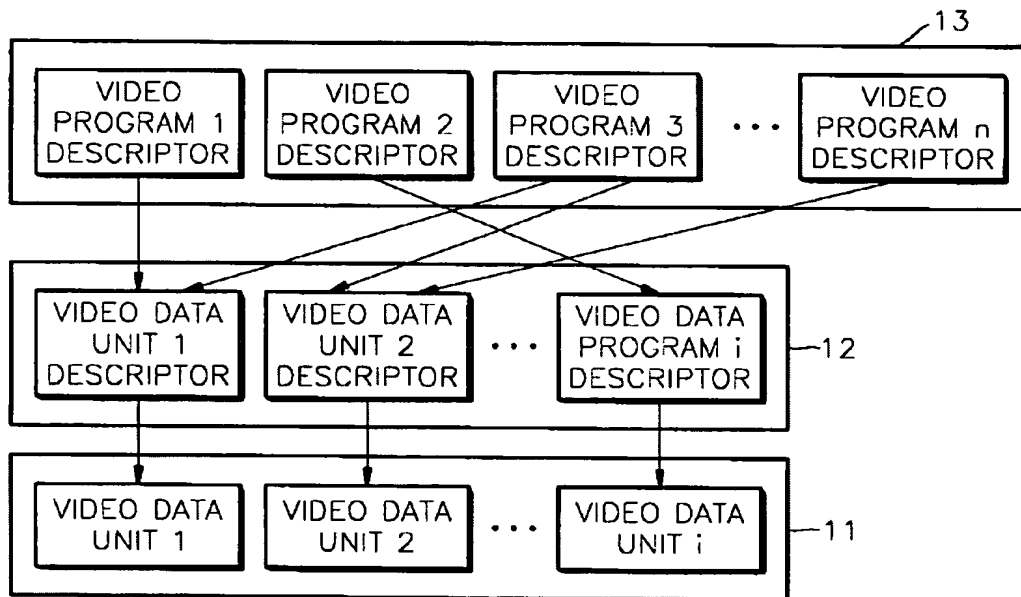 13
VIDEO
PROGRAM 1
DESCRIPTOR
VIDEO
PROGRAM 2
DESCRIPTOR
VIDEO
PROGRAM 3
DESCRIPTOR
...
VIDEO
PROGRAM n
DESCRIPTOR
VIDEO DATA
UNIT 1
DESCRIPTOR
VIDEO DATA
UNIT 2
DESCRIPTOR
...
VIDEO DATA
PROGRAM i
DESCRIPTOR
12
VIDEO DATA
UNIT 1
VIDEO DATA
UNIT 2
...
VIDEO DATA
UNIT i
11